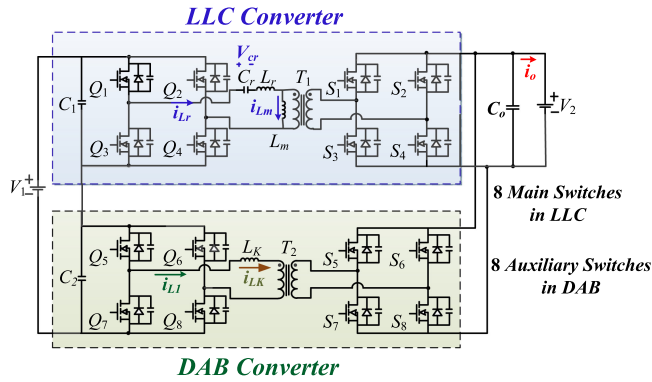 LLC Converter
V_cr
+ -
Q_1 Q_2 C_r L_r T_1 S_1 S_2 i_o
C_1 i_Lr i_Lm C_o + - V_2
Q_3 Q_4 L_m S_3 S_4
V_1 + -
8 Main Switches
in LLC
Q_5 Q_6 L_K T_2 S_5 S_6
C_2 i_L1 i_LK
8 Auxiliary Switches
in DAB
Q_7 Q_8 S_7 S_8
DAB Converter